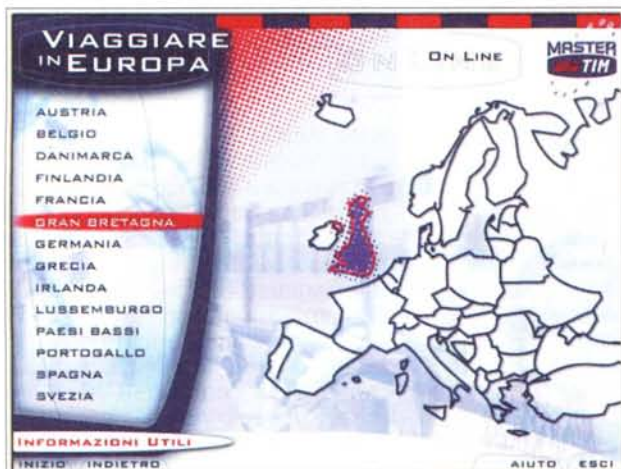 VIAGGIARE
IN EUROPA
ON LINE
MASTER
TIM
AUSTRIA
BELGIO
DANIMARCA
FINLANDIA
FRANCIA
GRAN BRETAGNA
GERMANIA
GRECIA
IRLANDA
LUSSEMBURGO
PAESI BASSI
PORTOGALLO
SPAGNA
SVEZIA
INFORMAZIONI UTILI
INIZIO INDIETRO AIUTO ESCI